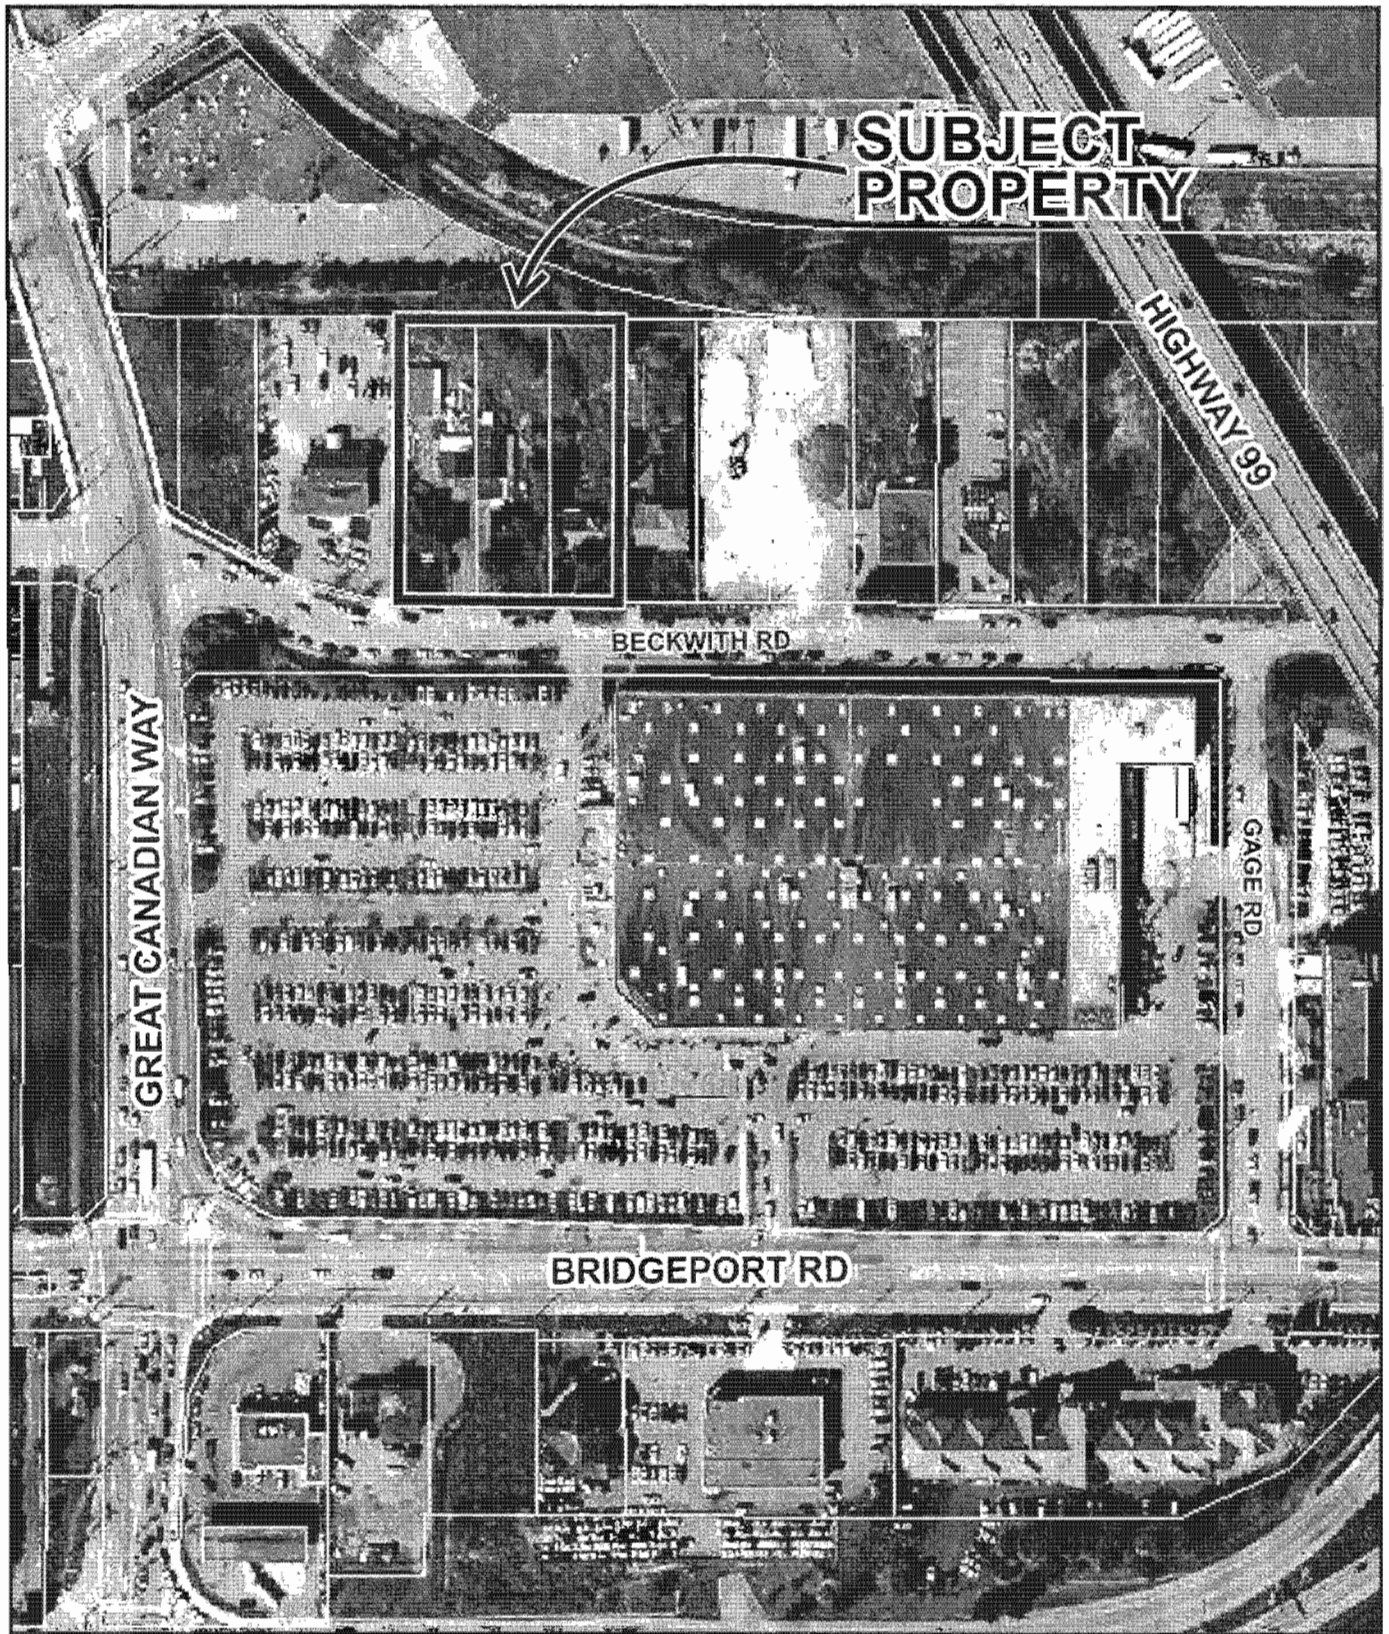 SUBJECT
PROPERTY
HIGHWAY 99
BECKWITH RD
GREAT CANADIAN WAY
GAGE RD
BRIDGEPORT RD